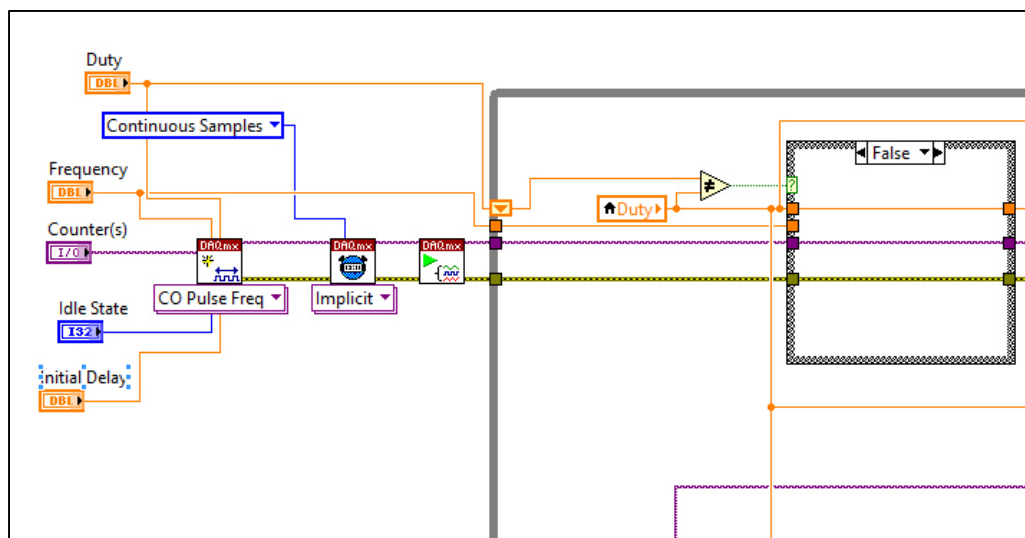 Duty
DBL
Continuous Samples
Frequency
DBL
False
?
≠
Duty
Counter(s)
I/O
DAQmx
DAQmx
DAQmx
CO Pulse Freq
Implicit
Idle State
I32
Initial Delay
DBL